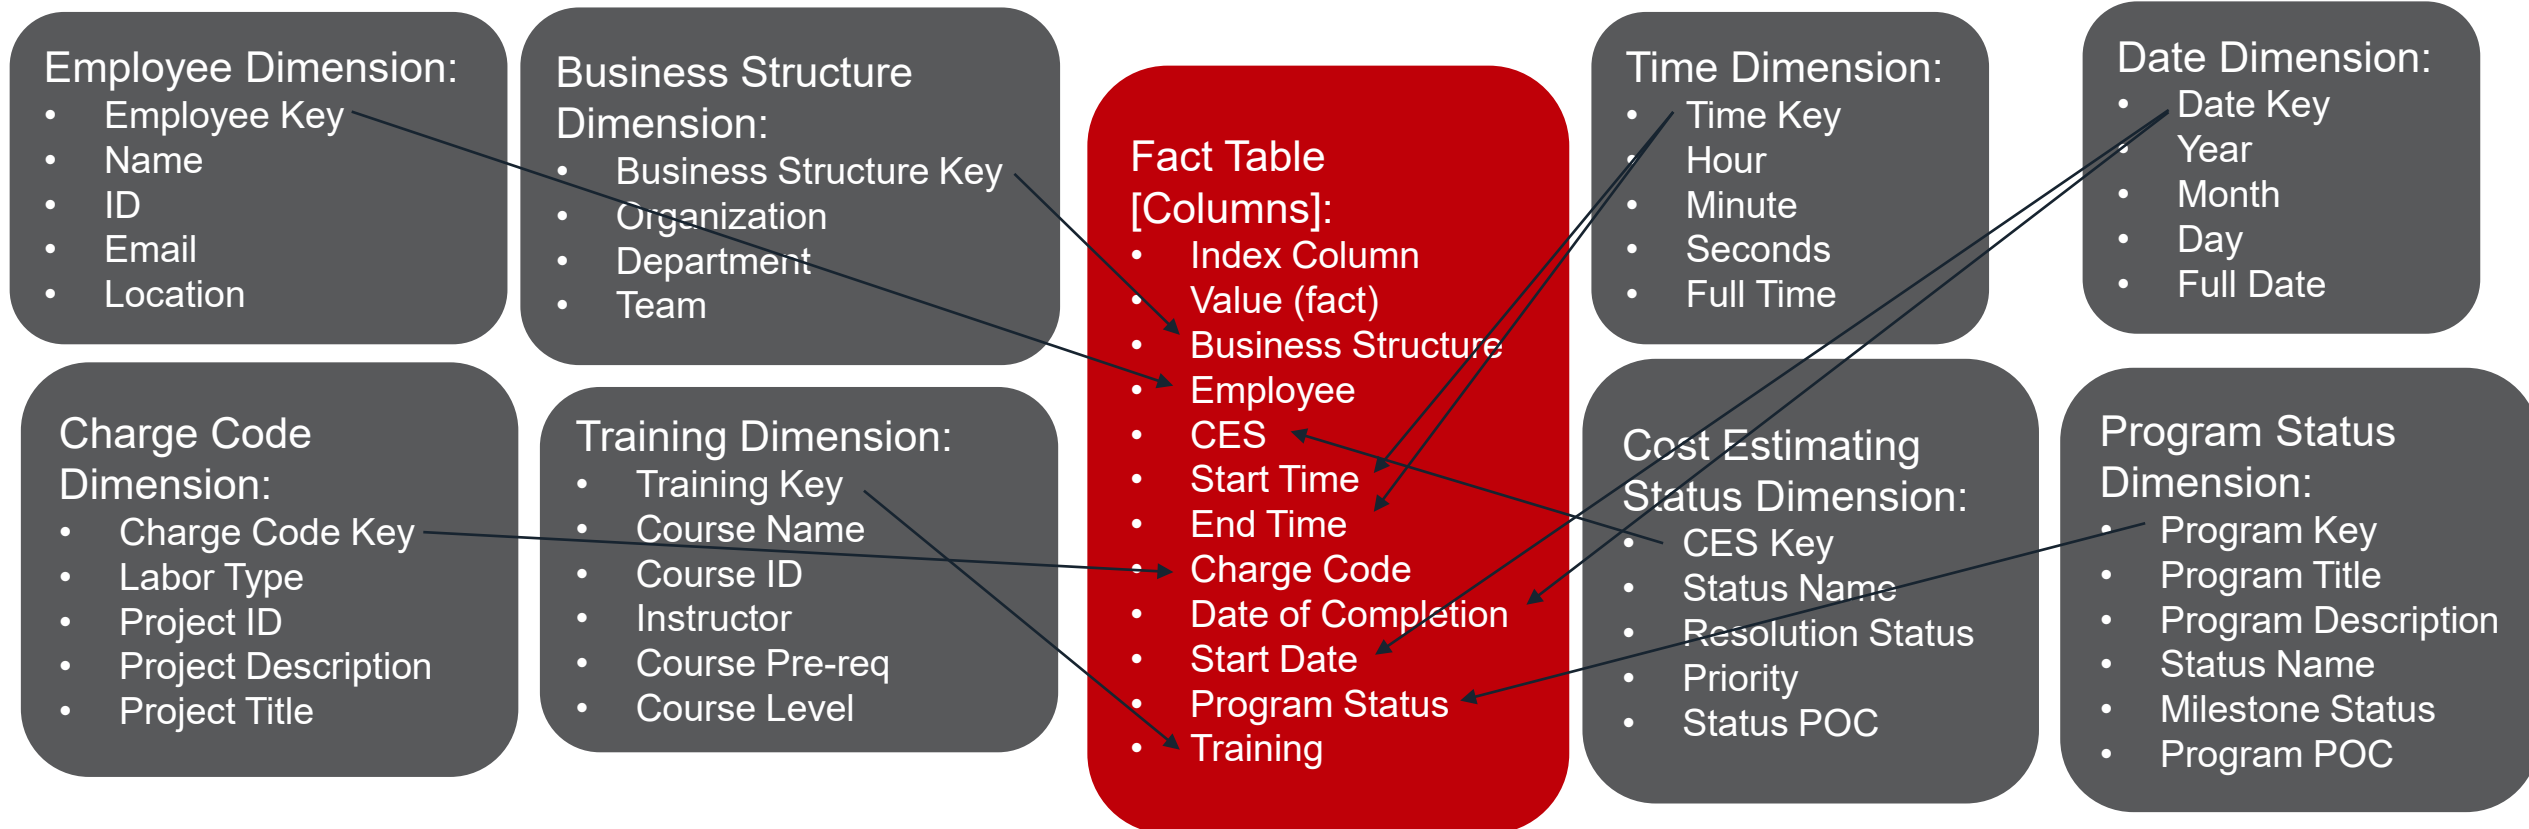 Employee Dimension:
• Employee Key
• Name
• ID
• Email
• Location
Business Structure
Dimension:
• Business Structure Key
• Organization
• Department
• Team
Charge Code
Dimension:
• Charge Code Key
• Labor Type
• Project ID
• Project Description
• Project Title
Training Dimension:
• Training Key
• Course Name
• Course ID
• Instructor
• Course Pre-req
• Course Level
Fact Table
[Columns]:
• Index Column
• Value (fact)
• Business Structure
• Employee
• CES
• Start Time
• End Time
• Charge Code
• Date of Completion
• Start Date
• Program Status
• Training
Time Dimension:
• Time Key
• Hour
• Minute
• Seconds
• Full Time
Date Dimension:
• Date Key
• Year
• Month
• Day
• Full Date
Cost Estimating
Status Dimension:
• CES Key
• Status Name
• Resolution Status
• Priority
• Status POC
Program Status
Dimension:
• Program Key
• Program Title
• Program Description
• Status Name
• Milestone Status
• Program POC